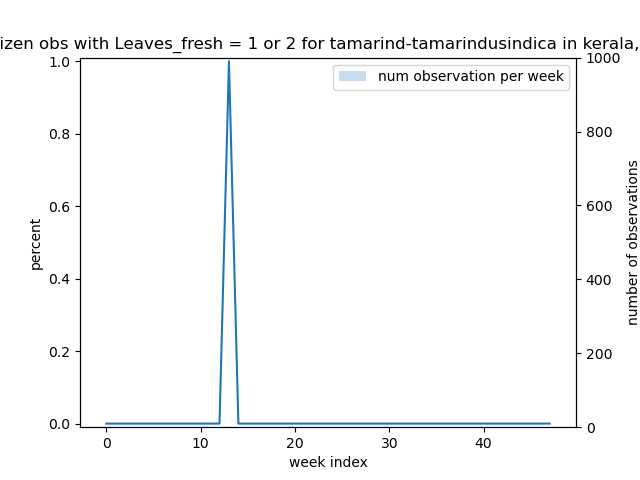 izen obs with Leaves_fresh = 1 or 2 for tamarind-tamarindusindica in kerala,
num observation per week
1.0
0.8
0.6
0.4
0.2
0.0
percent
1000
800
600
400
200
0
number of observations
0 10 20 30 40
week index